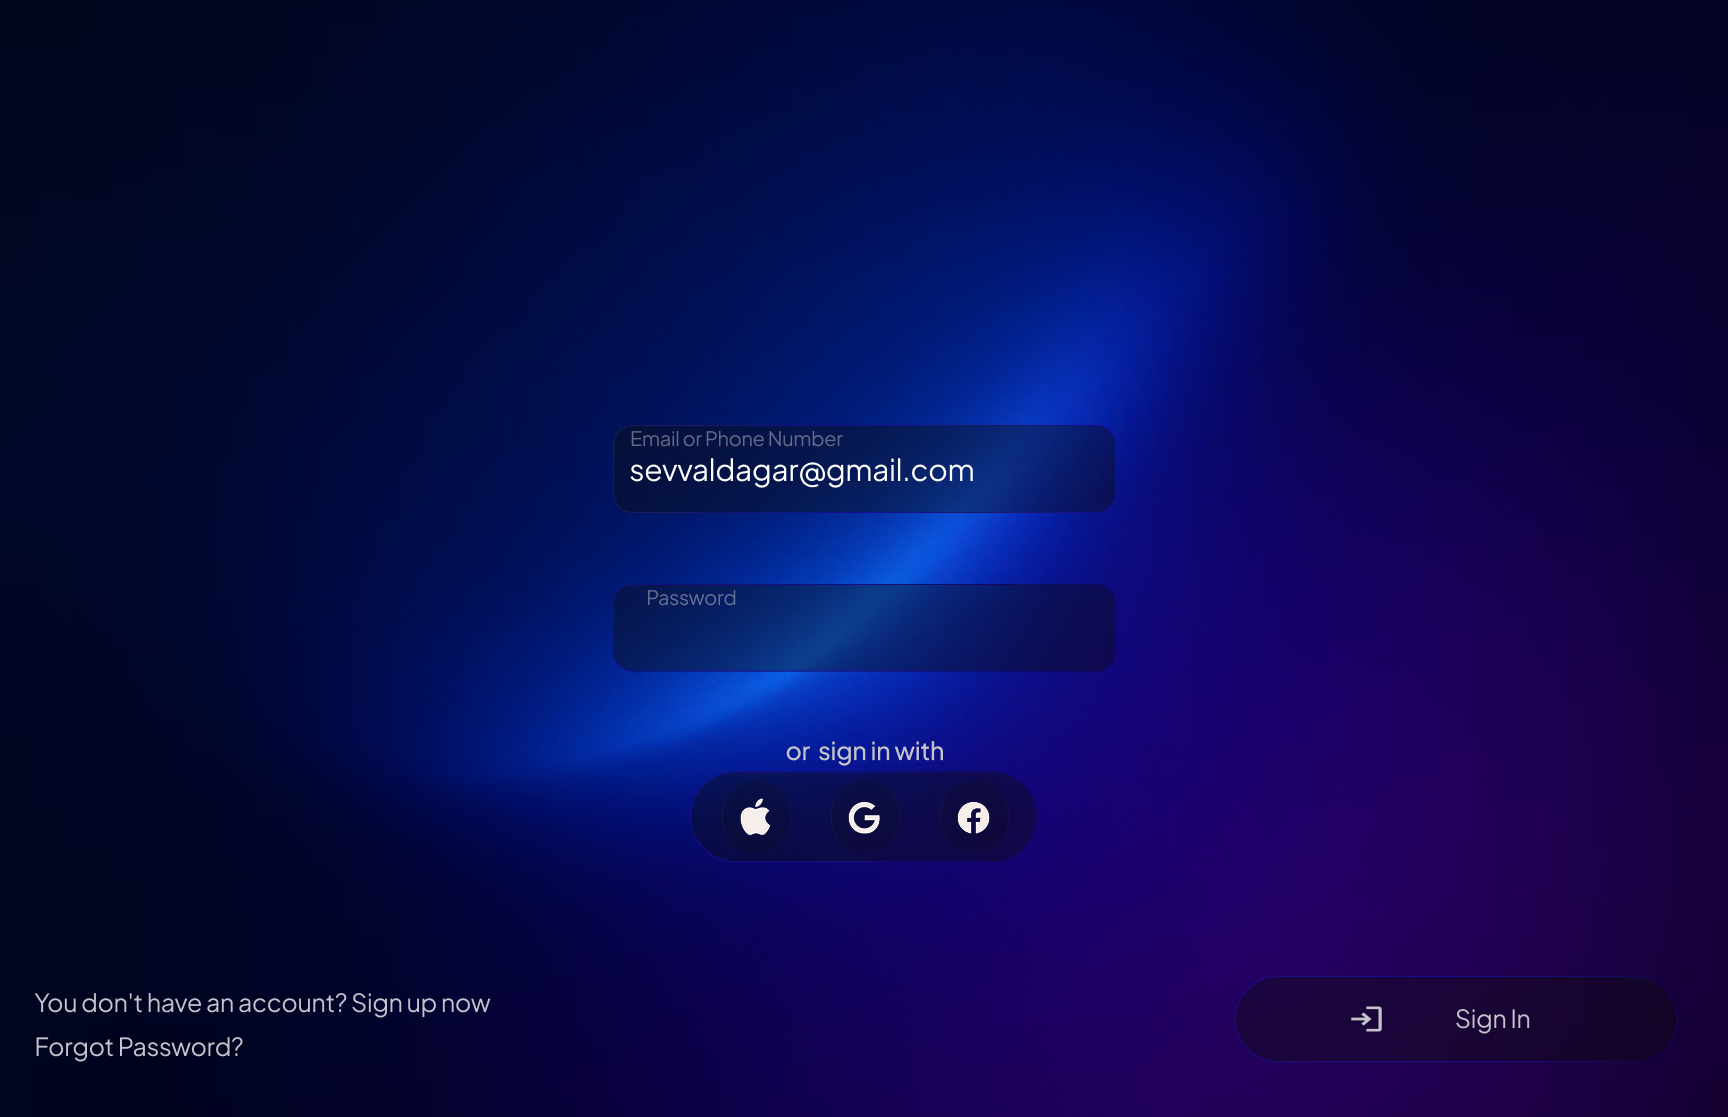 Email or Phone Number
sevvaldagar@gmail.com
Password
or sign in with
You don't have an account? Sign up now
Forgot Password?
Sign In